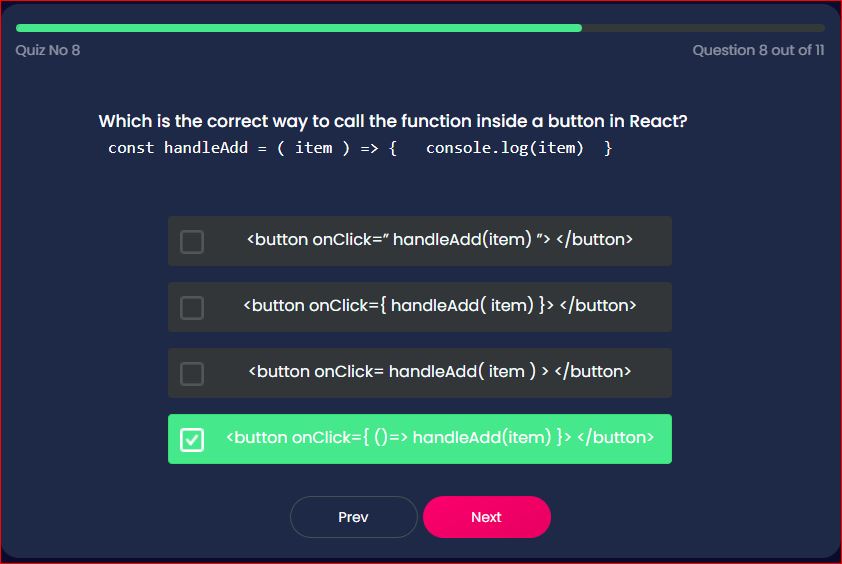 Quiz No 8
Question 8 out of 11
Which is the correct way to call the function inside a button in React?
const handleAdd = ( item ) => {   console.log(item)  }
<button onClick=” handleAdd(item) ”> </button>
<button onClick={ handleAdd( item) }> </button>
<button onClick= handleAdd( item ) > </button>
<button onClick={ ()=> handleAdd(item) }> </button>
Prev
Next